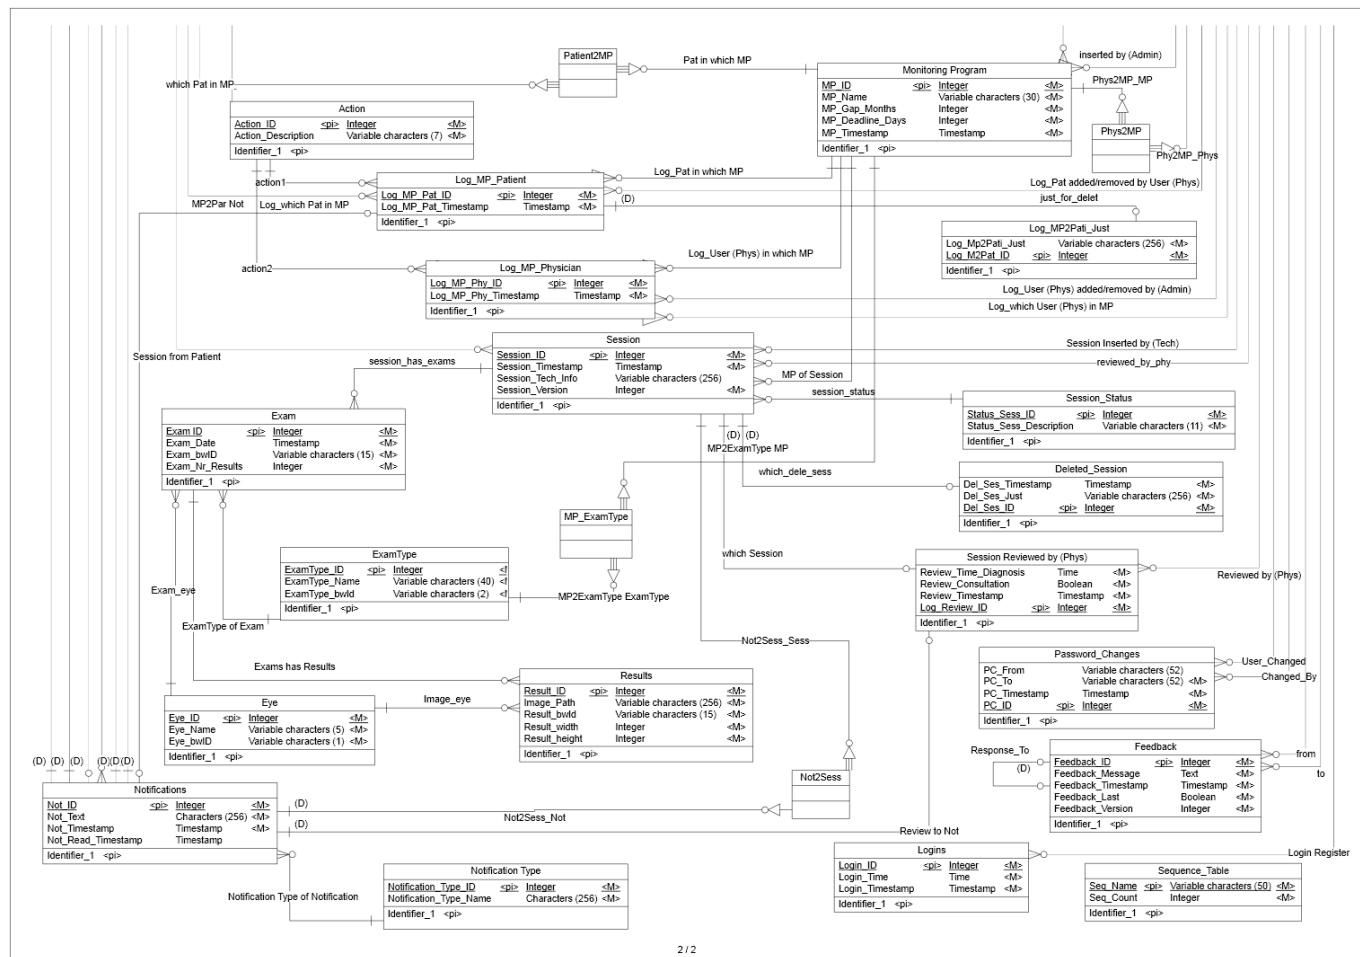 Patient2MP
Pat in which MP
which Pat in MP
inserted by (Admin)
Monitoring Program
MP_ID <pi> Integer <M>
MP_Name Variable characters (30) <M>
MP_Gap_Months Integer <M>
MP_Deadline_Days Integer <M>
MP_Timestamp Timestamp <M>
Identifier_1 <pi>
Phys2MP_MP
Phys2MP
Phy2MP_Phys
Action
Action_ID <pi> Integer <M>
Action_Description Variable characters (7) <M>
Identifier_1 <pi>
action1
Log_MP_Patient
Log_MP_Pat_ID <pi> Integer <M>
Log_MP_Pat_Timestamp Timestamp <M>
Identifier_1 <pi>
Log_Pat in which MP
Log_Pat added/removed by User (Phys)
MP2Par Not
Log_which Pat in MP
(D)
just_for_delet
Log_MP2Pati_Just
Log_Mp2Pati_Just Variable characters (256) <M>
Log_M2Pat_ID <pi> Integer <M>
Identifier_1 <pi>
Log_User (Phys) in which MP
action2
Log_MP_Physician
Log_MP_Phy_ID <pi> Integer <M>
Log_MP_Phy_Timestamp Timestamp <M>
Identifier_1 <pi>
Log_User (Phys) added/removed by (Admin)
Log_which User (Phys) in MP
Session
Session_ID <pi> Integer <M>
Session_Timestamp Timestamp <M>
Session_Tech_Info Variable characters (256)
Session_Version Integer <M>
Identifier_1 <pi>
Session Inserted by (Tech)
reviewed_by_phy
Session from Patient
session_has_exams
MP of Session
session_status
Session_Status
Status_Sess_ID <pi> Integer <M>
Status_Sess_Description Variable characters (11) <M>
Identifier_1 <pi>
Exam
Exam ID <pi> Integer <M>
Exam_Date Timestamp <M>
Exam_bwID Variable characters (15) <M>
Exam_Nr_Results Integer <M>
Identifier_1 <pi>
(D) (D)
MP2ExamType MP
which_dele_sess
Deleted_Session
Del_Ses_Timestamp Timestamp <M>
Del_Ses_Just Variable characters (256) <M>
Del_Ses_ID <pi> Integer <M>
Identifier_1 <pi>
MP_ExamType
ExamType
ExamType_ID <pi> Integer
ExamType_Name Variable characters (40)
ExamType_bwId Variable characters (2)
Identifier_1 <pi>
MP2ExamType ExamType
which Session
Session Reviewed by (Phys)
Review_Time_Diagnosis Time <M>
Review_Consultation Boolean <M>
Review_Timestamp Timestamp <M>
Log_Review_ID <pi> Integer <M>
Identifier_1 <pi>
Reviewed by (Phys)
Exam_eye
ExamType of Exam
Not2Sess_Sess
Exams has Results
Password_Changes
PC_From Variable characters (52)
PC_To Variable characters (52) <M>
PC_Timestamp Timestamp <M>
PC_ID <pi> Integer <M>
Identifier_1 <pi>
User_Changed
Changed_By
Results
Result_ID <pi> Integer <M>
Image_Path Variable characters (256) <M>
Result_bwId Variable characters (15) <M>
Result_width Integer <M>
Result_height Integer <M>
Identifier_1 <pi>
Image_eye
Eye
Eye_ID <pi> Integer <M>
Eye_Name Variable characters (5) <M>
Eye_bwID Variable characters (1) <M>
Identifier_1 <pi>
Response_To
(D)
Feedback
Feedback_ID <pi> Integer <M>
Feedback_Message Text <M>
Feedback_Timestamp Timestamp <M>
Feedback_Last Boolean <M>
Feedback_Version Integer <M>
Identifier_1 <pi>
from
to
(D) (D) (D) (D)(D)(D)
Notifications
Not_ID <pi> Integer <M>
Not_Text Characters (256) <M>
Not_Timestamp Timestamp <M>
Not_Read_Timestamp Timestamp
Identifier_1 <pi>
(D)
(D)
Not2Sess
Not2Sess_Not
Review to Not
Logins
Login_ID <pi> Integer <M>
Login_Time Time <M>
Login_Timestamp Timestamp <M>
Identifier_1 <pi>
Login Register
Sequence_Table
Seq_Name <pi> Variable characters (50) <M>
Seq_Count Integer <M>
Identifier_1 <pi>
Notification Type
Notification_Type_ID <pi> Integer <M>
Notification_Type_Name Characters (256) <M>
Identifier_1 <pi>
Notification Type of Notification
2 / 2